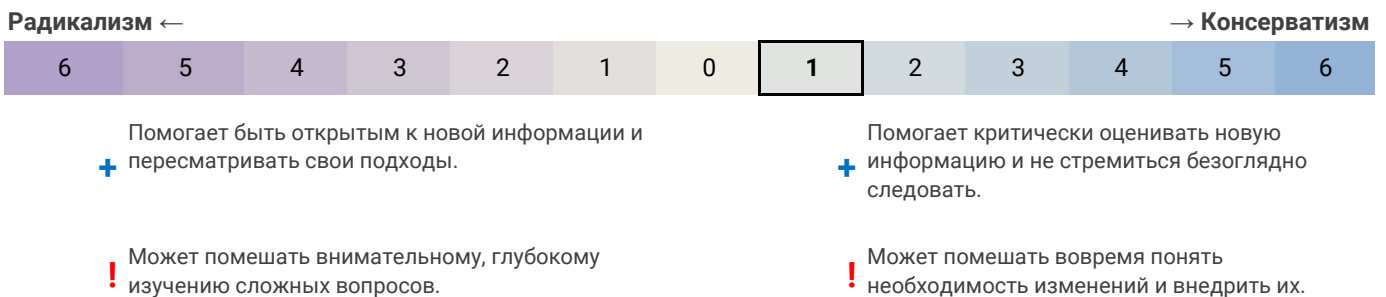 Радикализм ← → Консерватизм
6 5 4 3 2 1 0 1 2 3 4 5 6
Помогает быть открытым к новой информации и
+ пересматривать свои подходы.
Помогает критически оценивать новую
+ информацию и не стремиться безоглядно
следовать.
Может помешать внимательному, глубокому
! изучению сложных вопросов.
Может помешать вовремя понять
! необходимость изменений и внедрить их.